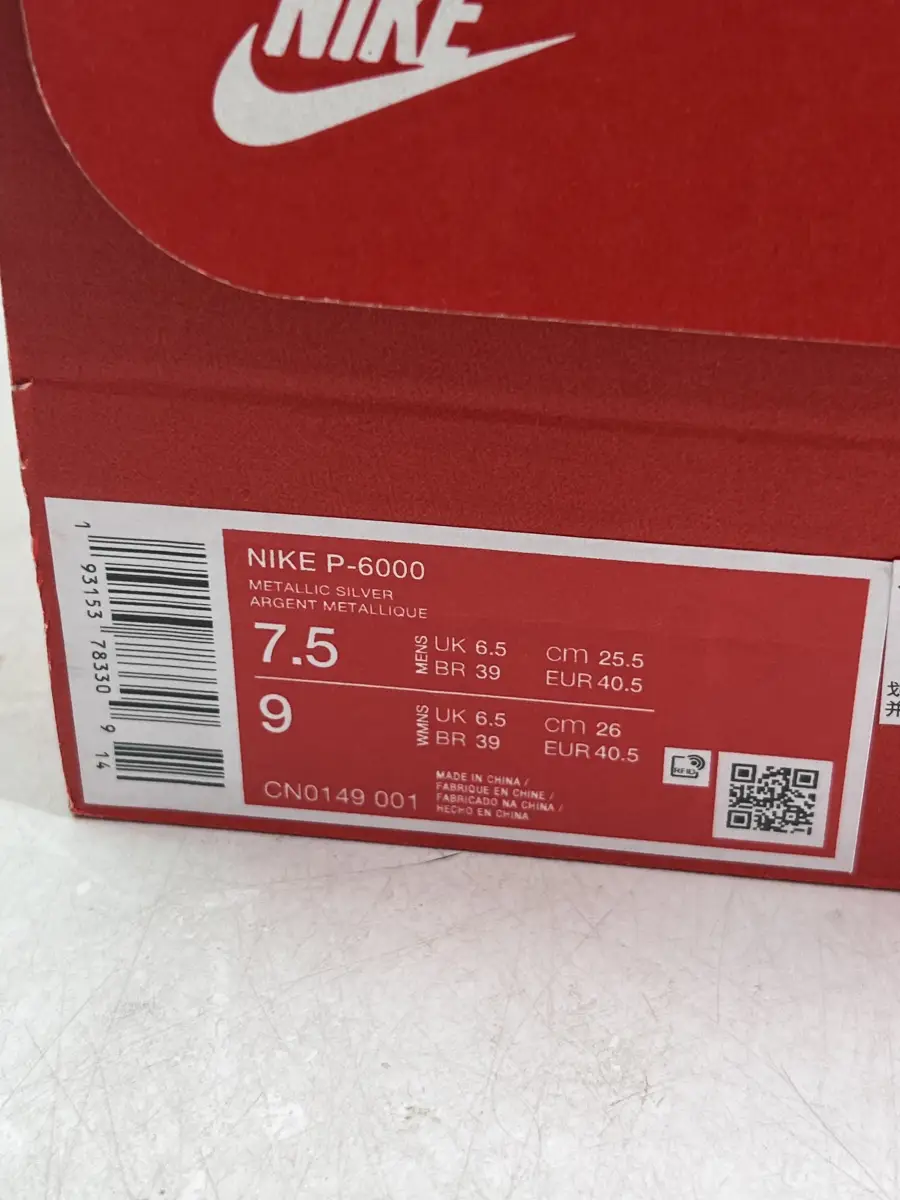 NIKE
NIKE P-6000
METALLIC SILVER
ARGENT METALLIQUE
7.5
MENS
UK 6.5
cm 25.5
BR 39
EUR 40.5
9
WMNS
UK 6.5
cm 26
BR 39
EUR 40.5
CN0149 001
MADE IN CHINA /
FABRIQUE EN CHINE /
FABRICADO NA CHINA /
HECHO EN CHINA
RFID
1 93153 78330 9 14